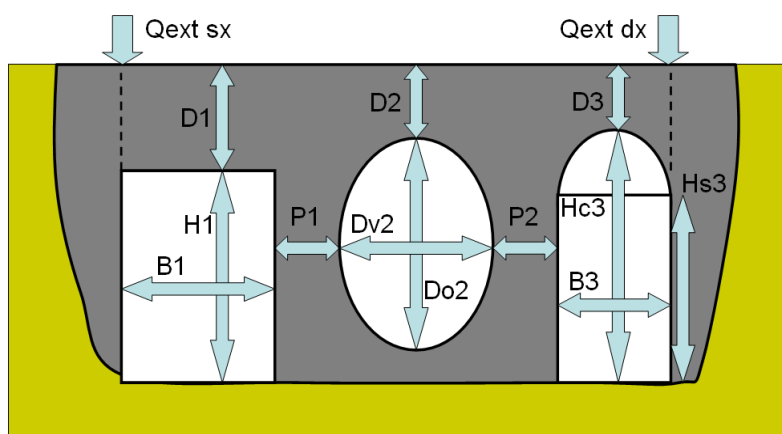 Qext sx
Qext dx
D1
D2
D3
H1
P1
Dv2
P2
Hc3
Hs3
B1
Do2
B3